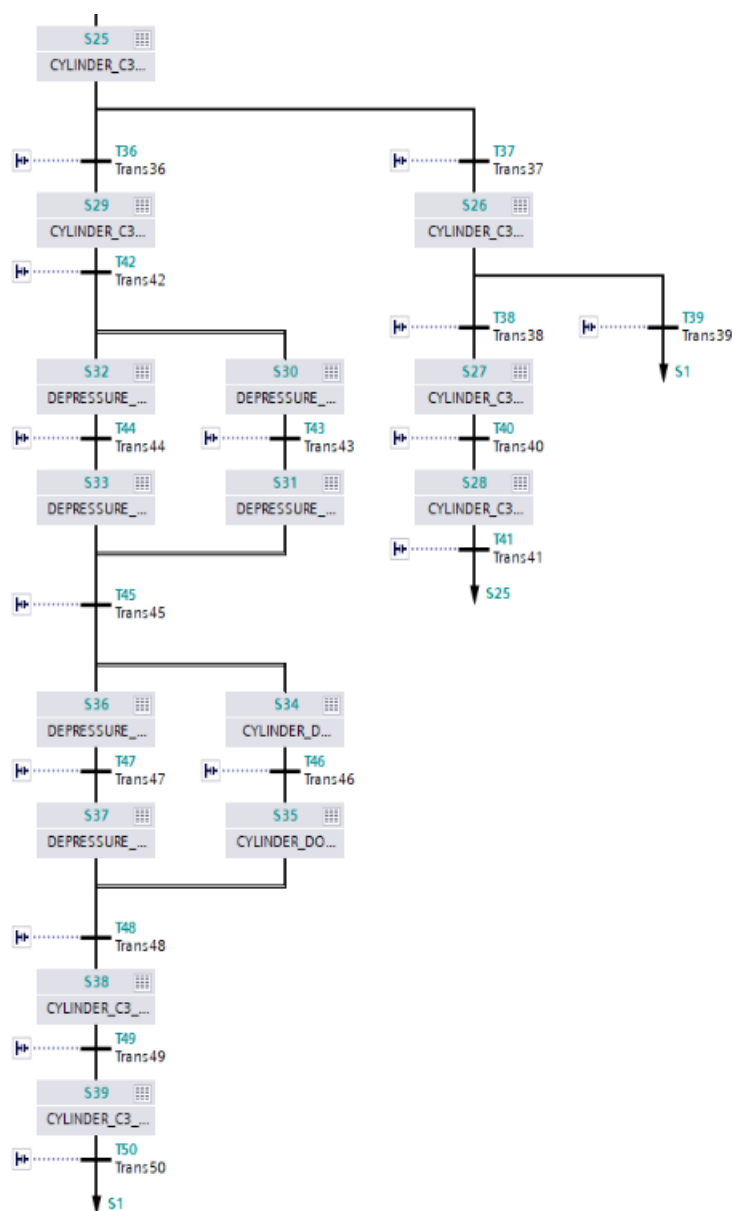 S25
CYLINDER_C3...
T36
Trans36
T37
Trans37
S29
CYLINDER_C3...
S26
CYLINDER_C3...
T42
Trans42
T38
Trans38
T39
Trans39
S32
DEPRESSURE_...
S30
DEPRESSURE_...
S27
CYLINDER_C3...
S1
T44
Trans44
T43
Trans43
T40
Trans40
S33
DEPRESSURE_...
S31
DEPRESSURE_...
S28
CYLINDER_C3...
T41
Trans41
T45
Trans45
S25
S36
DEPRESSURE_...
S34
CYLINDER_D...
T47
Trans47
T46
Trans46
S37
DEPRESSURE_...
S35
CYLINDER_DO...
T48
Trans48
S38
CYLINDER_C3_...
T49
Trans49
S39
CYLINDER_C3_...
T50
Trans50
S1